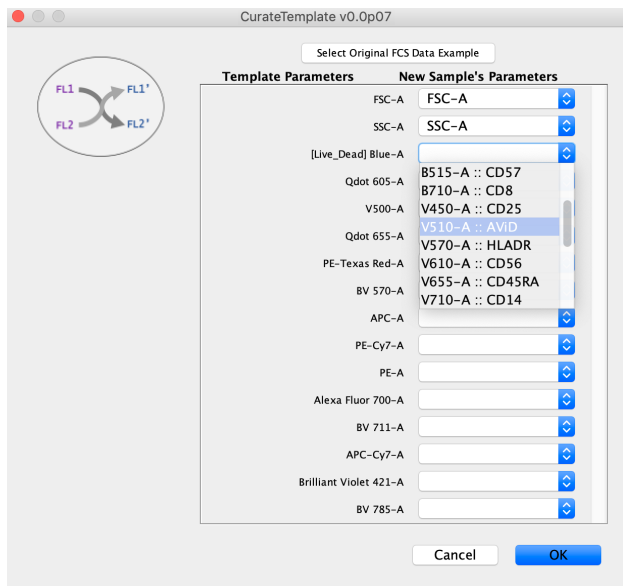 CurateTemplate v0.0p07
Select Original FCS Data Example
Template Parameters New Sample's Parameters
FL1 FL1'
FL2 FL2'
FSC-A FSC-A
SSC-A SSC-A
[Live_Dead] Blue-A
Qdot 605-A
V500-A
Qdot 655-A
PE-Texas Red-A
BV 570-A
B515-A :: CD57
B710-A :: CD8
V450-A :: CD25
V510-A :: AViD
V570-A :: HLADR
V610-A :: CD56
V655-A :: CD45RA
V710-A :: CD14
APC-A
PE-Cy7-A
PE-A
Alexa Fluor 700-A
BV 711-A
APC-Cy7-A
Brilliant Violet 421-A
BV 785-A
Cancel OK